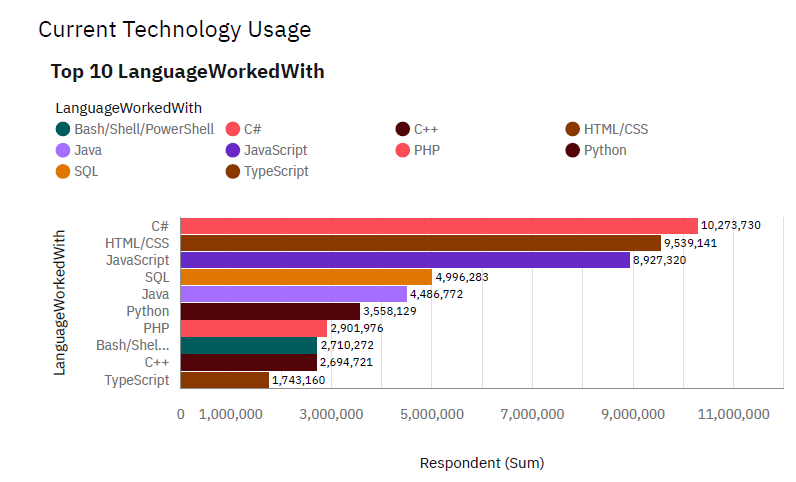 Current Technology Usage
Top 10 LanguageWorkedWith
LanguageWorkedWith
Bash/Shell/PowerShell C# C++ HTML/CSS
Java JavaScript PHP Python
SQL TypeScript
LanguageWorkedWith
C# 10,273,730
HTML/CSS 9,539,141
JavaScript 8,927,320
SQL 4,996,283
Java 4,486,772
Python 3,558,129
PHP 2,901,976
Bash/Shel... 2,710,272
C++ 2,694,721
TypeScript 1,743,160
0 1,000,000 3,000,000 5,000,000 7,000,000 9,000,000 11,000,000
Respondent (Sum)